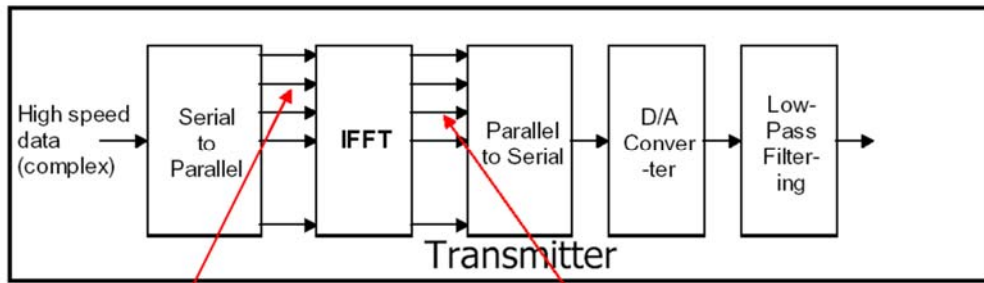 High speed
data
(complex)
Serial
to
Parallel
IFFT
Parallel
to Serial
D/A
Conver
-ter
Low-
Pass
Filter-
ing
Transmitter